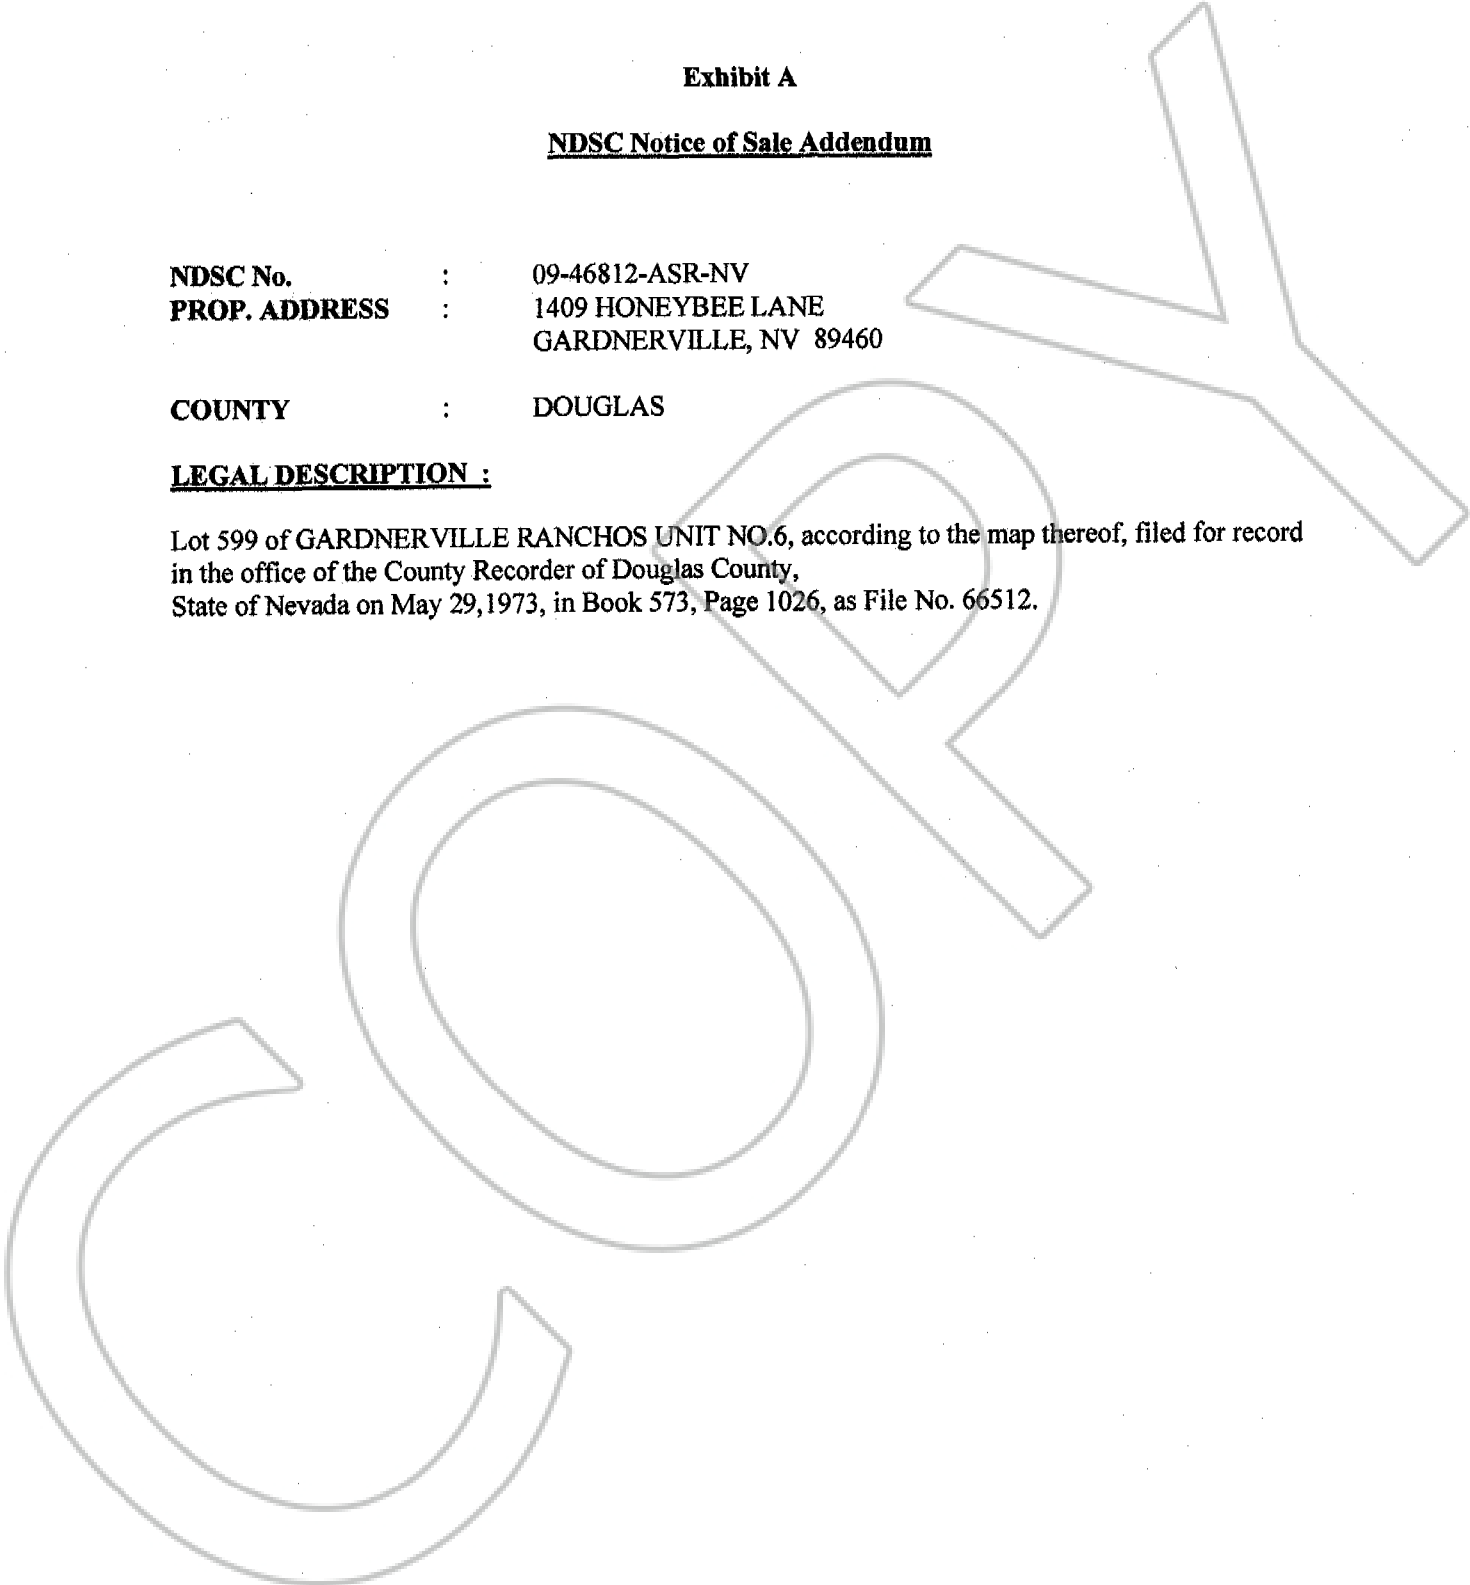 Exhibit A
NDSC Notice of Sale Addendum
NDSC No. : 09-46812-ASR-NV
PROP. ADDRESS : 1409 HONEYBEE LANE
GARDNERVILLE, NV 89460
COUNTY : DOUGLAS
LEGAL DESCRIPTION :
Lot 599 of GARDNERVILLE RANCHOS UNIT NO.6, according to the map thereof, filed for record
in the office of the County Recorder of Douglas County,
State of Nevada on May 29,1973, in Book 573, Page 1026, as File No. 66512.
COPY